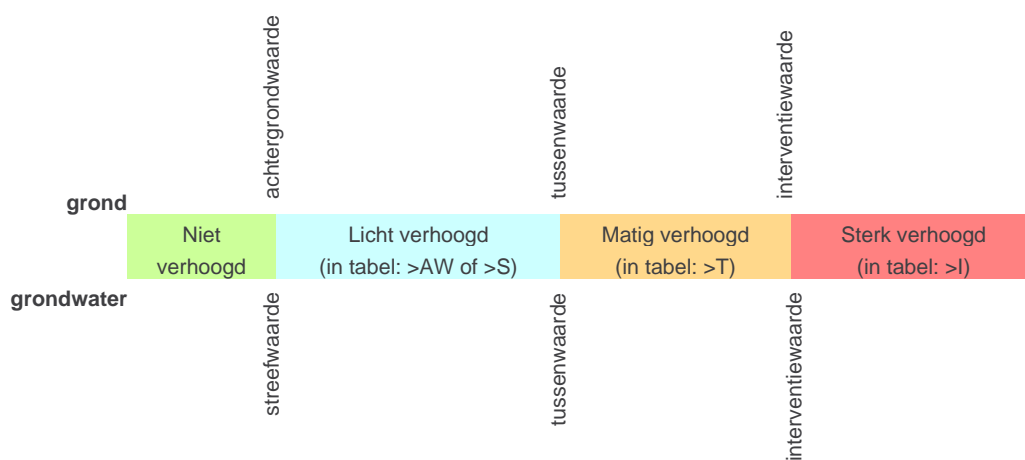 achtergrondwaarde
tussenwaarde
interventiewaarde
grond
Niet
verhoogd
Licht verhoogd
(in tabel: >AW of >S)
Matig verhoogd
(in tabel: >T)
Sterk verhoogd
(in tabel: >I)
grondwater
streefwaarde
tussenwaarde
interventiewaarde